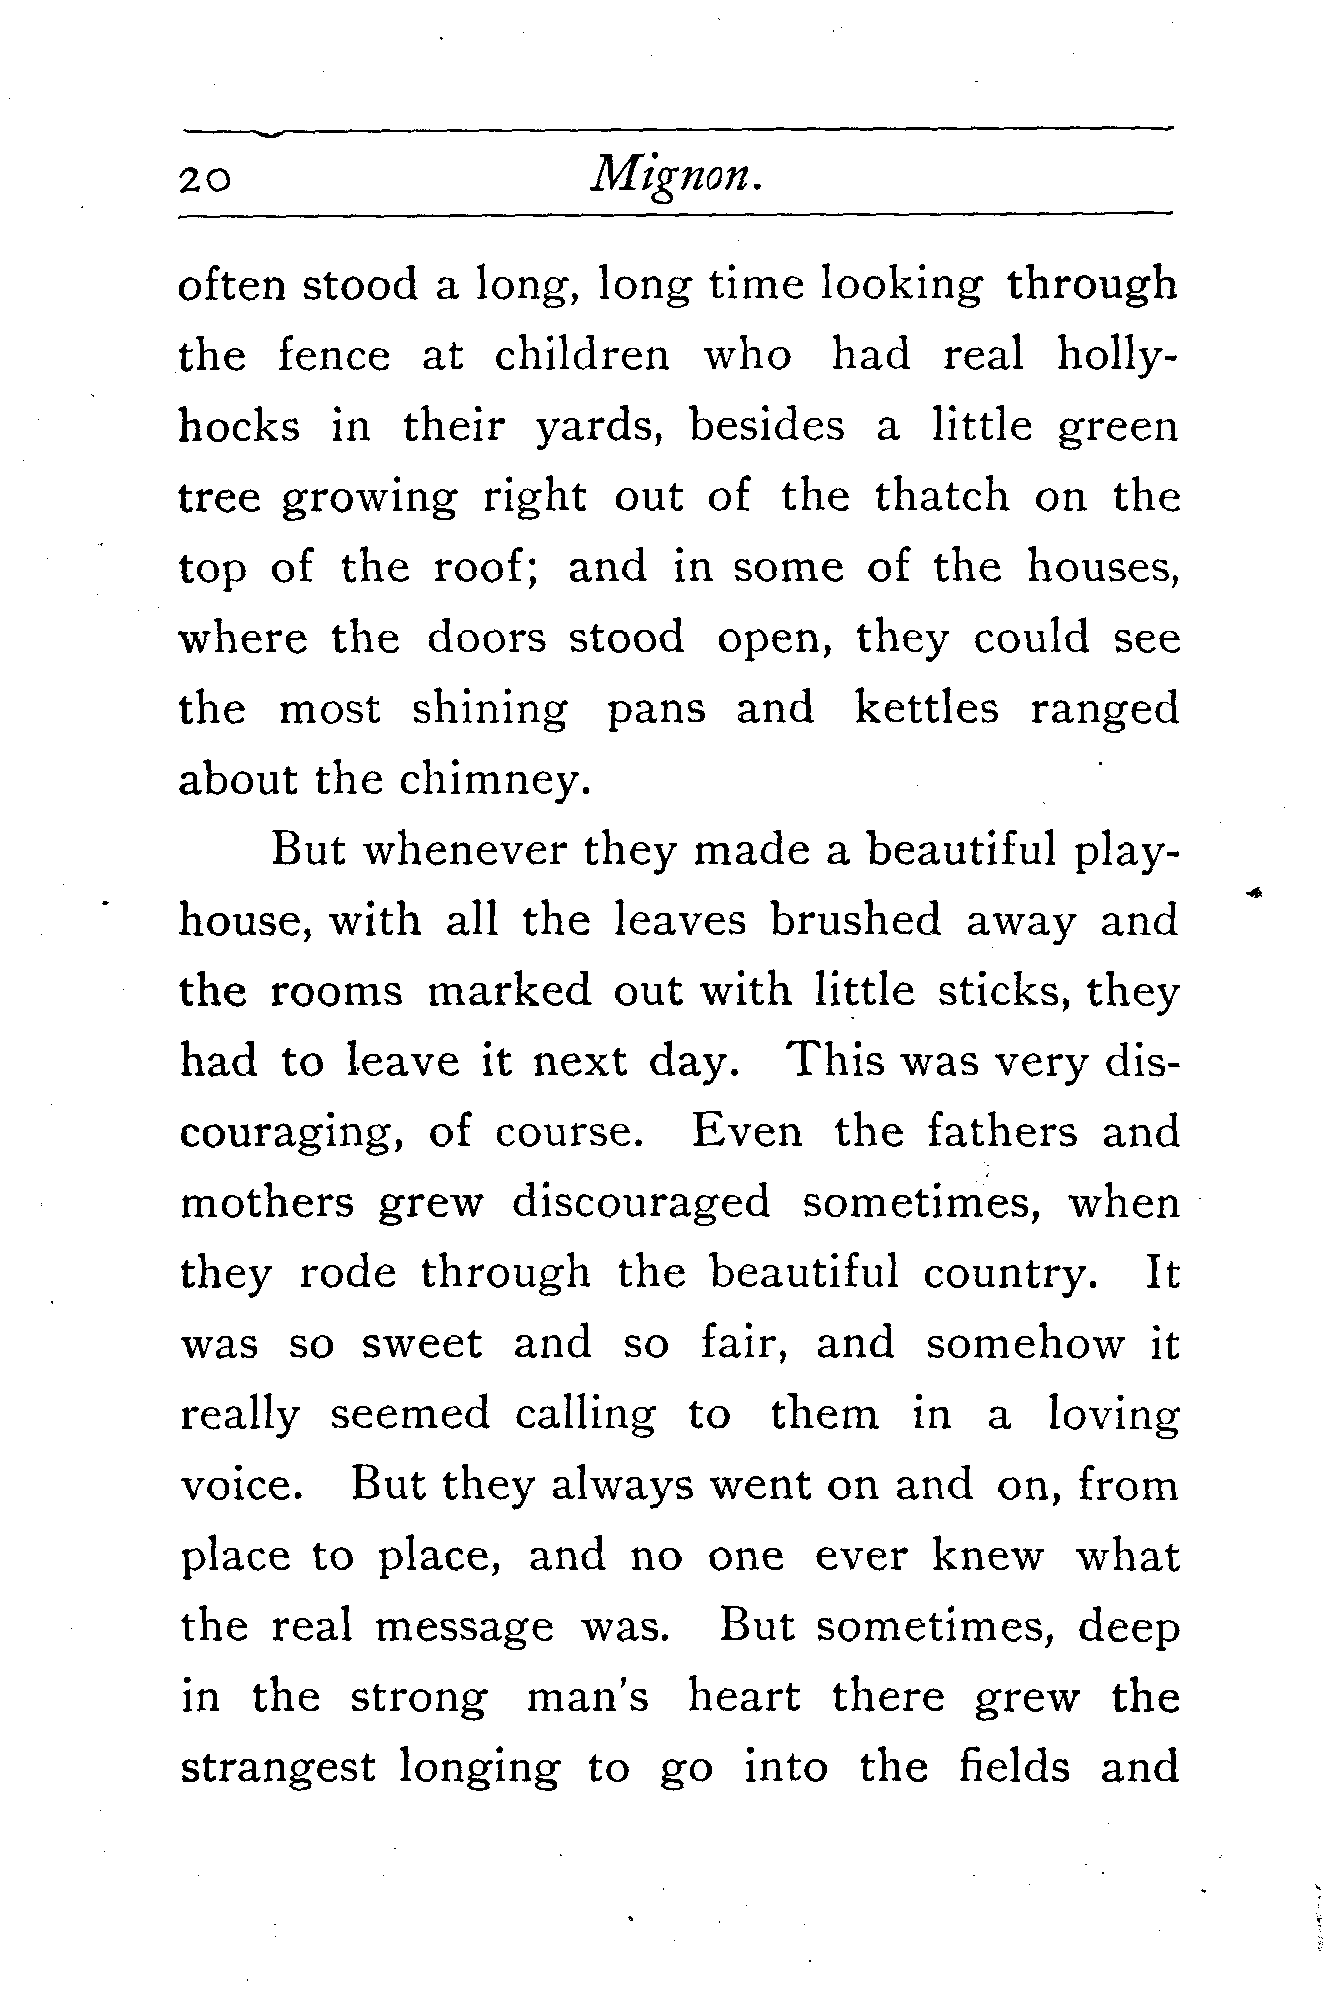 20 Mignon.
often stood a long, long time looking through
the fence at children who had real holly-
hocks in their yards, besides a little green
tree growing right out of the thatch on the
top of the roof; and in some of the houses,
where the doors stood open, they could see
the most shining pans and kettles ranged
about the chimney.
But whenever they made a beautiful play-
house, with all the leaves brushed away and
the rooms marked out with little sticks, they
had to leave it next day. This was very dis-
couraging, of course. Even the fathers and
mothers grew discouraged sometimes, when
they rode through the beautiful country. It
was so sweet and so fair, and somehow it
really seemed calling to them in a loving
voice. But they always went on and on, from
place to place, and no one ever knew what
the real message was. But sometimes, deep
in the strong man's heart there grew the
strangest longing to go into the fields and